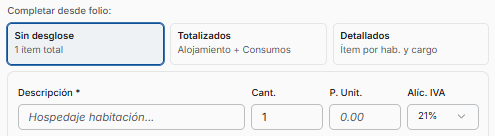 Completar desde folio:
Sin desglose
1 ítem total
Totalizados
Alojamiento + Consumos
Detallados
Ítem por hab. y cargo
Descripción *
Cant.
P. Unit.
Alíc. IVA
Hospedaje habitación...
1
0.00
21%